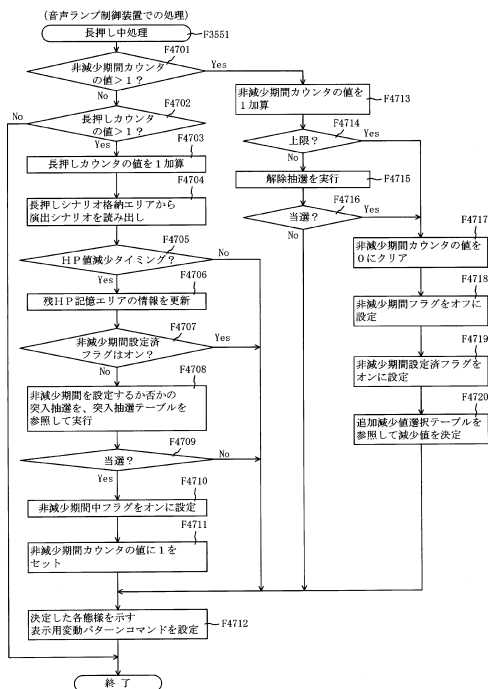 (音声ランプ制御装置での処理)
長押し中処理
F3551
F4701
非減少期間カウンタ
の値>1?
Yes
No
F4702
長押しカウンタ
の値>1?
No
Yes
F4703
長押しカウンタの値を1加算
F4704
長押しシナリオ格納エリアから
演出シナリオを読み出し
F4705
HP値減少タイミング?
No
Yes
F4706
残HP記憶エリアの情報を更新
F4707
非減少期間設定済
フラグはオン?
Yes
No
F4708
非減少期間を設定するか否かの
突入抽選を、突入抽選テーブルを
参照して実行
F4709
当選?
No
Yes
F4710
非減少期間中フラグをオンに設定
F4711
非減少期間カウンタの値に1を
セット
決定した各態様を示す
表示用変動パターンコマンドを設定
F4712
終了
非減少期間カウンタの値を
1加算
F4713
F4714
上限?
Yes
No
解除抽選を実行
F4715
F4716
当選?
Yes
No
F4717
非減少期間カウンタの値を
0にクリア
F4718
非減少期間フラグをオフに
設定
F4719
非減少期間設定済フラグを
オンに設定
F4720
追加減少値選択テーブルを
参照して減少値を決定